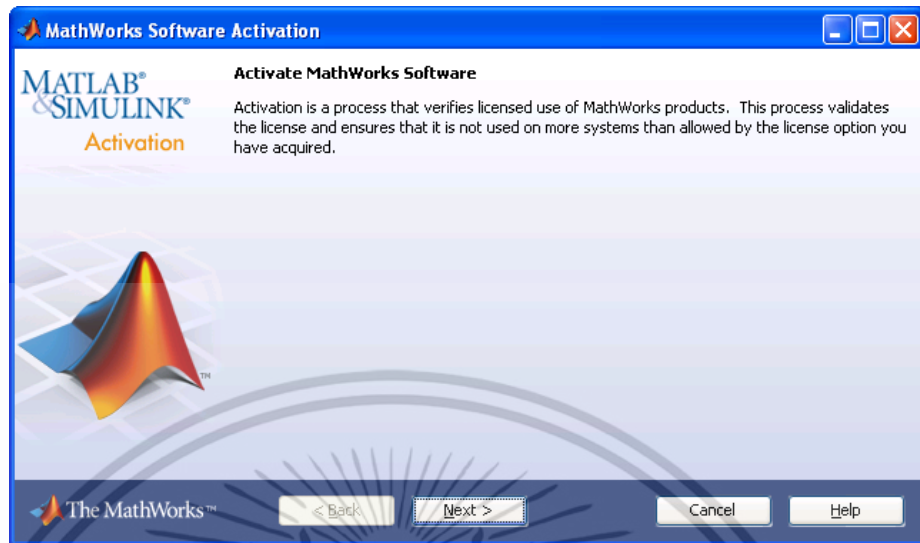 MathWorks Software Activation
MATLAB®
&SIMULINK®
Activation
Activate MathWorks Software
Activation is a process that verifies licensed use of MathWorks products. This process validates
the license and ensures that it is not used on more systems than allowed by the license option you
have acquired.
TM
The MathWorks™
< Back
Next >
Cancel
Help